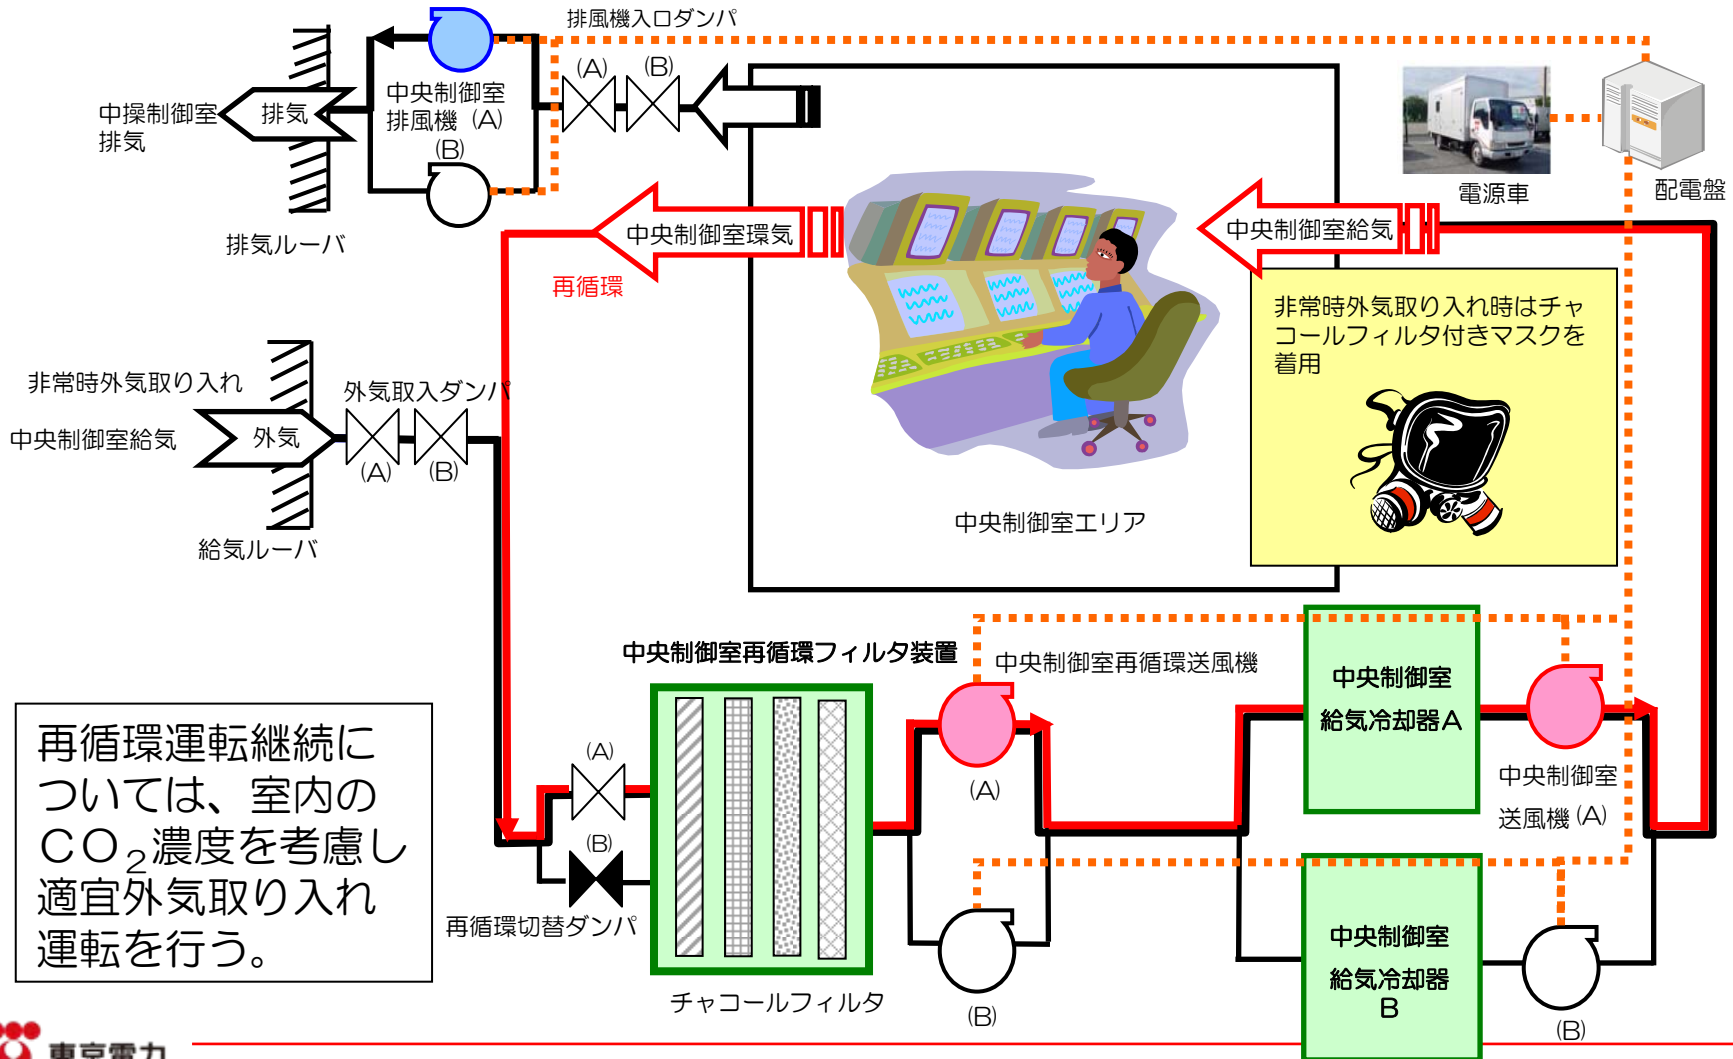 排風機入口ダンパ
(A)
(B)
中操制御室
排気
排気
中央制御室
排風機 (A)
(B)
排気ルーバ
電源車
配電盤
中央制御室環気
中央制御室給気
再循環
非常時外気取り入れ時はチャ
コールフィルタ付きマスクを
着用
非常時外気取り入れ
外気取入ダンパ
中央制御室給気
外気
(A)
(B)
給気ルーバ
中央制御室エリア
中央制御室再循環フィルタ装置
中央制御室再循環送風機
中央制御室
給気冷却器A
(A)
(A)
中央制御室
送風機 (A)
再循環運転継続に
ついては、室内の
CO₂濃度を考慮し
適宜外気取り入れ
運転を行う。
(B)
再循環切替ダンパ
チャコールフィルタ
(B)
中央制御室
給気冷却器
B
(B)
東京電力